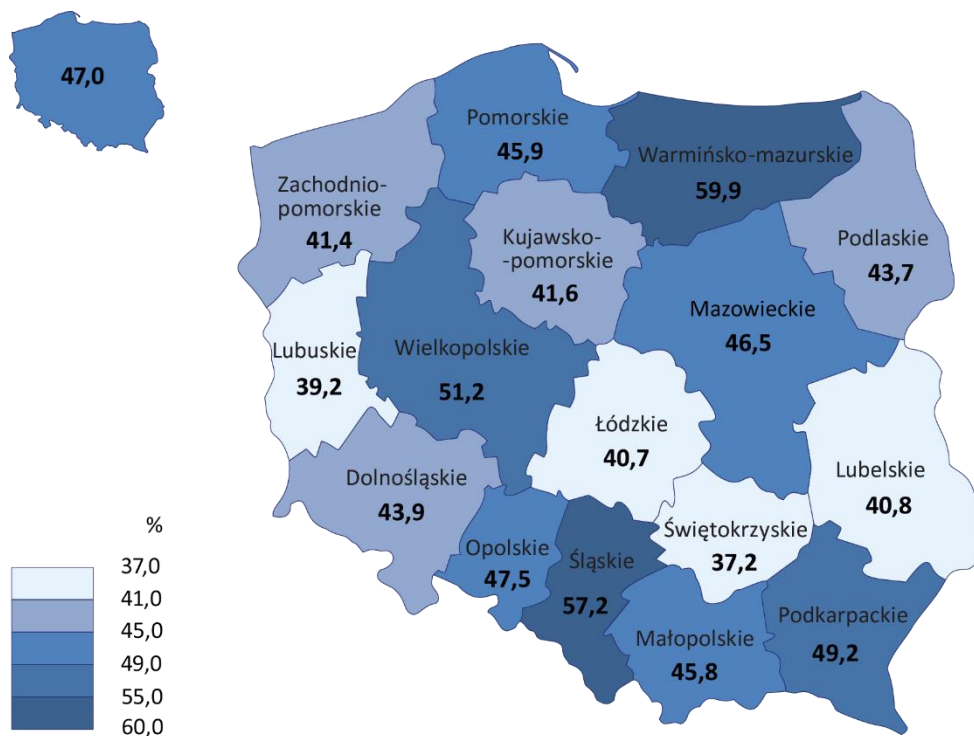 47,0
Pomorskie
45,9
Warmińsko-mazurskie
59,9
Zachodnio-
pomorskie
41,4
Kujawsko-
-pomorskie
41,6
Podlaskie
43,7
Mazowieckie
46,5
Lubuskie
39,2
Wielkopolskie
51,2
Łódzkie
40,7
Lubelskie
40,8
Dolnośląskie
43,9
Świętokrzyskie
37,2
Opolskie
47,5
Śląskie
57,2
Małopolskie
45,8
Podkarpackie
49,2
%
37,0
41,0
45,0
49,0
55,0
60,0